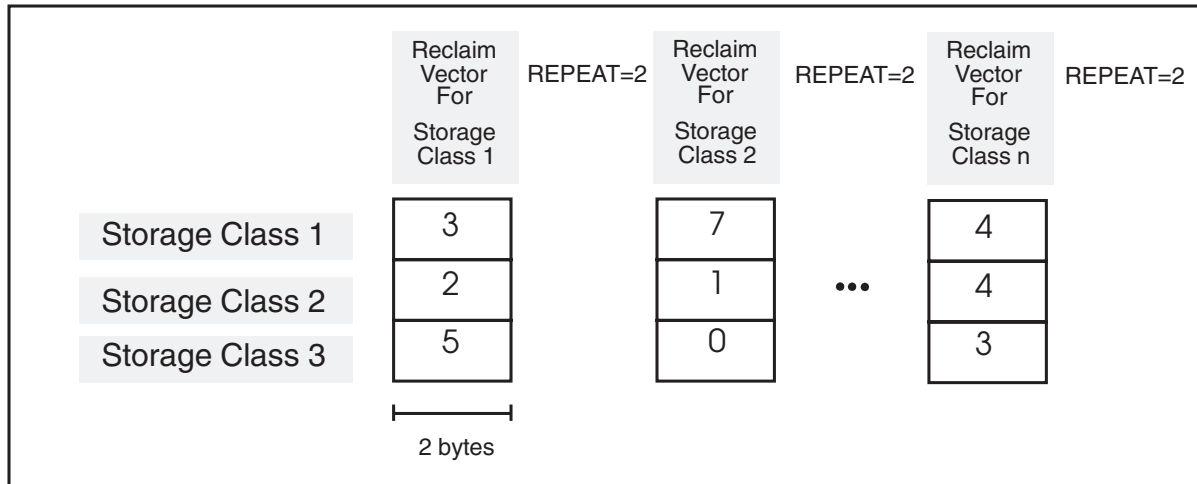 Reclaim
Vector
For
Storage
Class 1
REPEAT=2
Reclaim
Vector
For
Storage
Class 2
REPEAT=2
Reclaim
Vector
For
Storage
Class n
REPEAT=2
Storage Class 1
3
7
4
Storage Class 2
2
1
•••
4
Storage Class 3
5
0
3
2 bytes